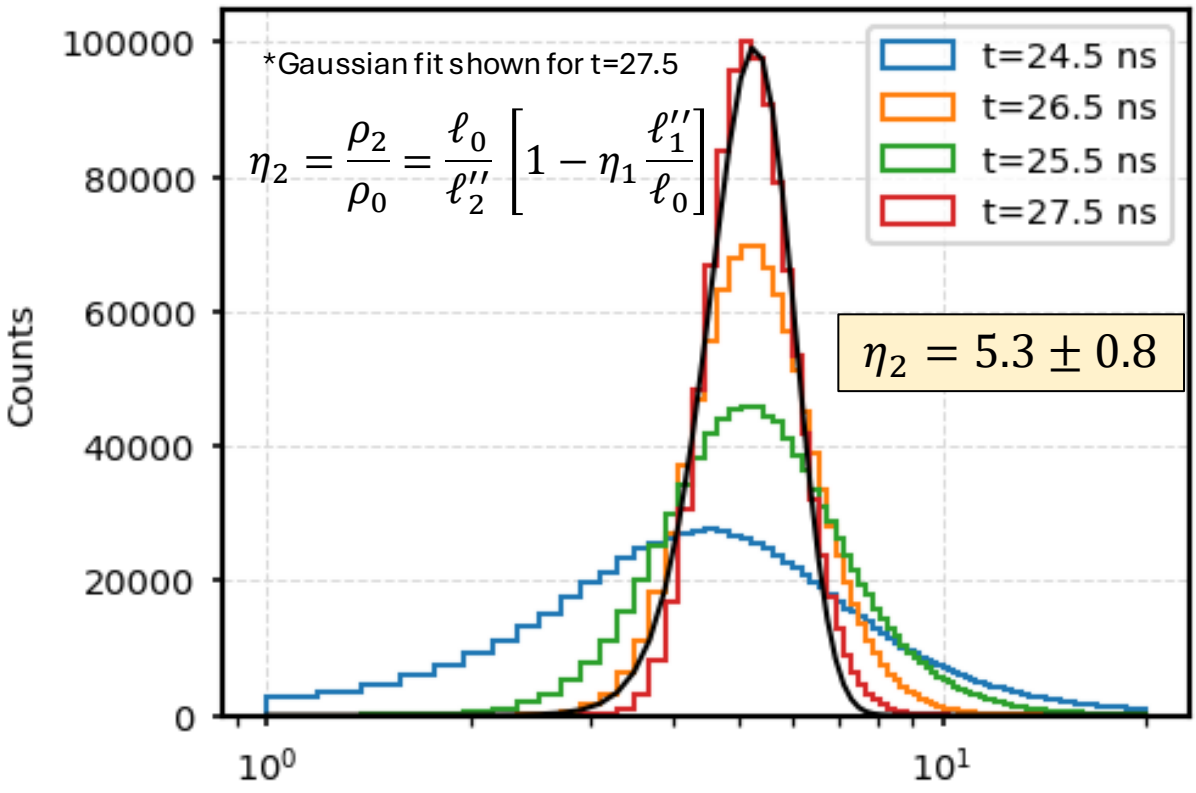 100000
80000
60000
40000
20000
0
Counts
*Gaussian fit shown for t=27.5
η₂ = ρ₂/ρ₀ = ℓ₀/ℓ₂′′ [1 − η₁ ℓ₁′′/ℓ₀]
t=24.5 ns
t=26.5 ns
t=25.5 ns
t=27.5 ns
η₂ = 5.3 ± 0.8
10⁰
10¹